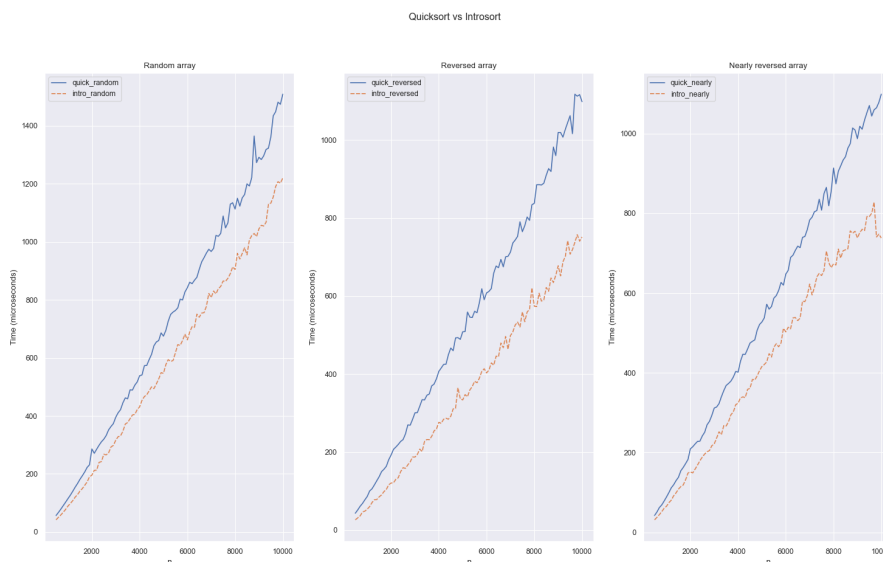 Quicksort vs Introsort
Random array
quick_random
intro_random
Time (microseconds)
1400
1200
1000
800
600
400
200
0
2000 4000 6000 8000 10000
Reversed array
quick_reversed
intro_reversed
Time (microseconds)
1000
800
600
400
200
0
2000 4000 6000 8000 10000
Nearly reversed array
quick_nearly
intro_nearly
Time (microseconds)
1000
800
600
400
200
0
2000 4000 6000 8000 10000